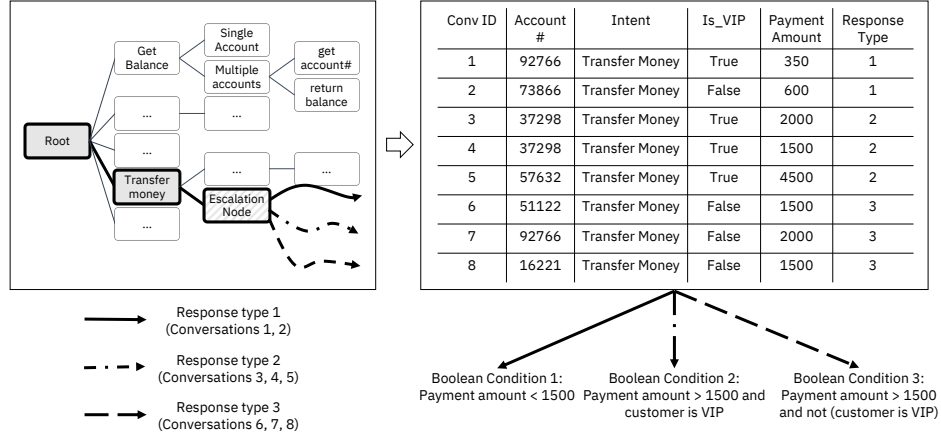 Root
Get
Balance
Single
Account
Multiple
accounts
get
account#
return
balance
...
...
...
Transfer
money
...
...
Escalation
Node
...
Conv ID Account # Intent Is_VIP Payment Amount Response Type
1 92766 Transfer Money True 350 1
2 73866 Transfer Money False 600 1
3 37298 Transfer Money True 2000 2
4 37298 Transfer Money True 1500 2
5 57632 Transfer Money True 4500 2
6 51122 Transfer Money False 1500 3
7 92766 Transfer Money False 2000 3
8 16221 Transfer Money False 1500 3
Response type 1
(Conversations 1, 2)
Response type 2
(Conversations 3, 4, 5)
Response type 3
(Conversations 6, 7, 8)
Boolean Condition 1:
Payment amount < 1500
Boolean Condition 2:
Payment amount > 1500 and
customer is VIP
Boolean Condition 3:
Payment amount > 1500
and not (customer is VIP)